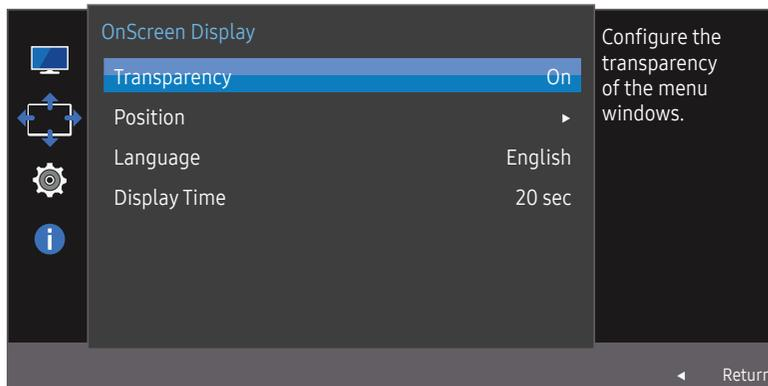 OnScreen Display
Transparency On
Position ▸
Language English
Display Time 20 sec
Configure the
transparency
of the menu
windows.
◂ Return